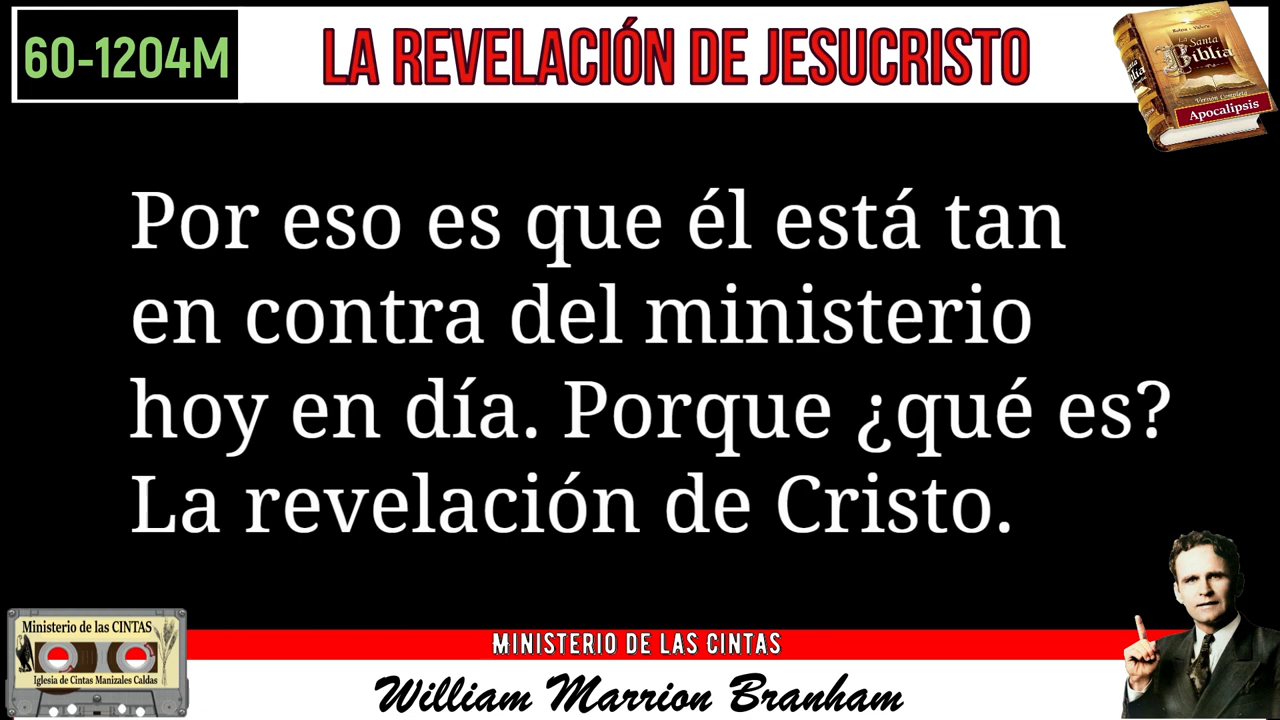 60-1204M
LA REVELACIÓN DE JESUCRISTO
La Santa
Biblia
Versión Completa
Apocalipsis
Por eso es que él está tan
en contra del ministerio
hoy en día. Porque ¿qué es?
La revelación de Cristo.
Ministerio de las CINTAS
Iglesia de Cintas Manizales Caldas
MINISTERIO DE LAS CINTAS
William Marrion Branham